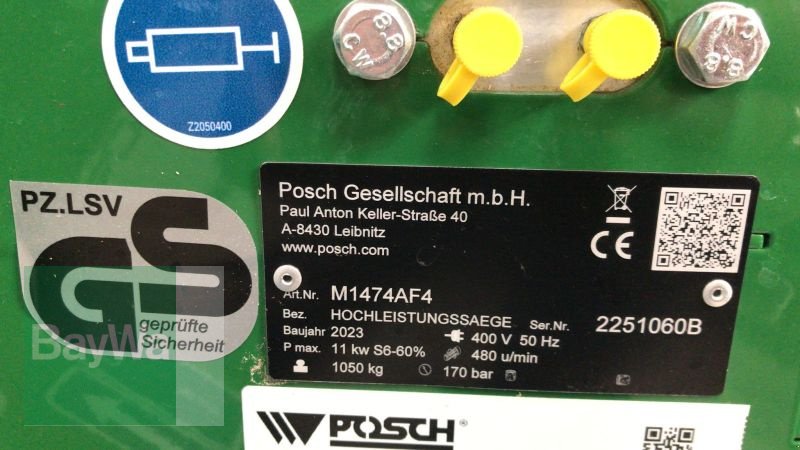 Z2050400
8.8
CW
8.8
CW
PZ.LSV
GS
geprüfte
Sicherheit
BayWa
Posch Gesellschaft m.b.H.
Paul Anton Keller-Straße 40
A-8430 Leibnitz
www.posch.com
CE
Art.Nr. M1474AF4
Bez. HOCHLEISTUNGSSAEGE Ser.Nr. 2251060B
Baujahr 2023 400 V 50 Hz
P max. 11 kw S6-60% 480 u/min
1050 kg 170 bar
POSCH®